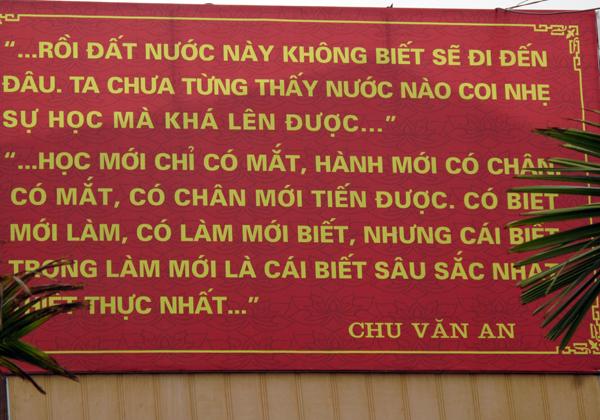 “...RỒI ĐẤT NƯỚC NÀY KHÔNG BIẾT SẼ ĐI ĐẾN
ĐÂU. TA CHƯA TỪNG THẤY NƯỚC NÀO COI NHẸ
SỰ HỌC MÀ KHÁ LÊN ĐƯỢC...”
“...HỌC MỚI CHỈ CÓ MẮT, HÀNH MỚI CÓ CHÂN.
CÓ MẮT, CÓ CHÂN MỚI TIẾN ĐƯỢC. CÓ BIẾT
MỚI LÀM, CÓ LÀM MỚI BIẾT, NHƯNG CÁI BIẾT
TRONG LÀM MỚI LÀ CÁI BIẾT SÂU SẮC NHẤT
THIẾT THỰC NHẤT...”
CHU VĂN AN